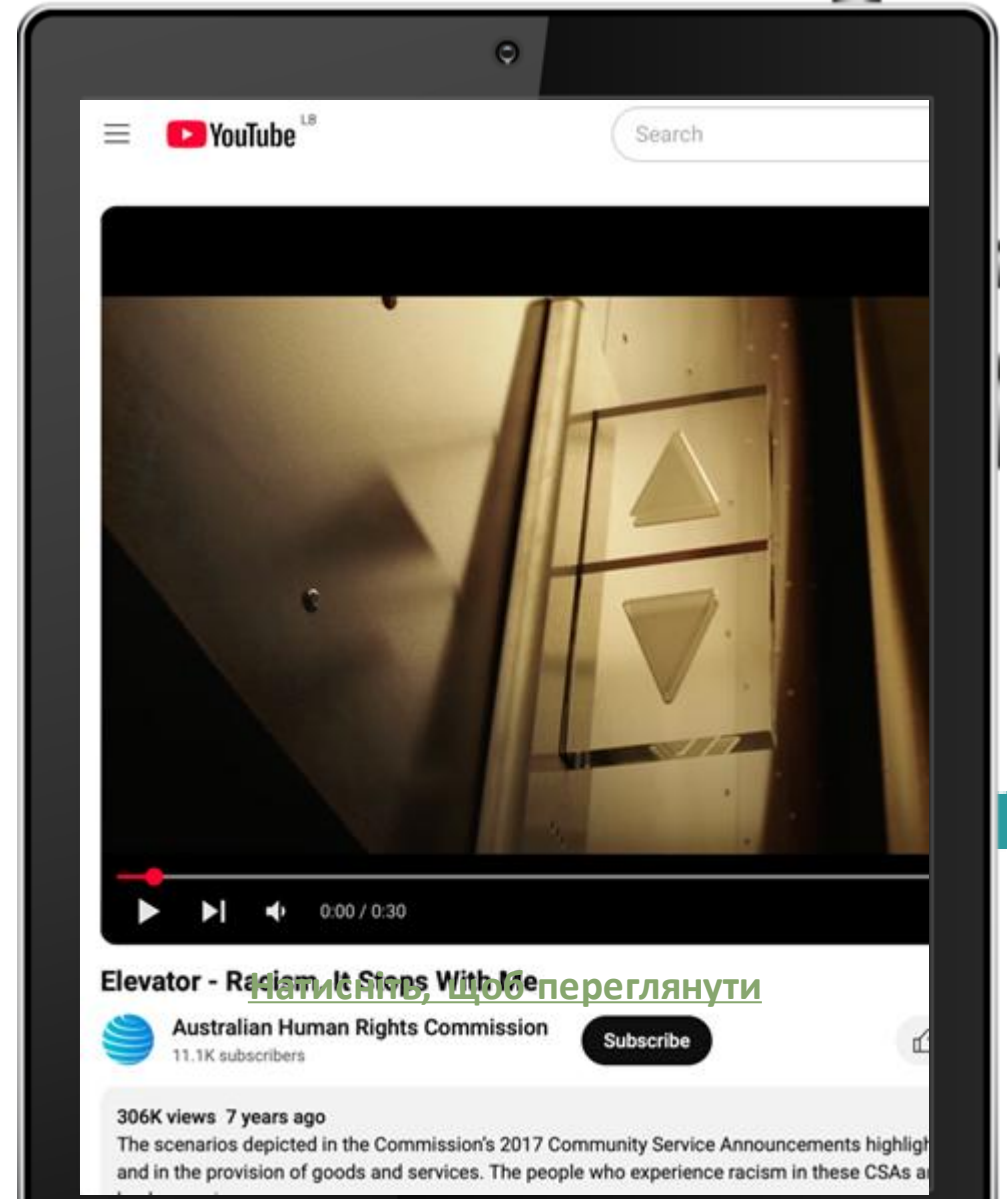 YouTube LB
Search
0:00 / 0:30
Elevator - Racism. It Stops With Me
Натисніть, щоб переглянути
Australian Human Rights Commission
11.1K subscribers
Subscribe
306K views 7 years ago
The scenarios depicted in the Commission's 2017 Community Service Announcements
and in the provision of goods and services. The people who experience racism in these CSAs